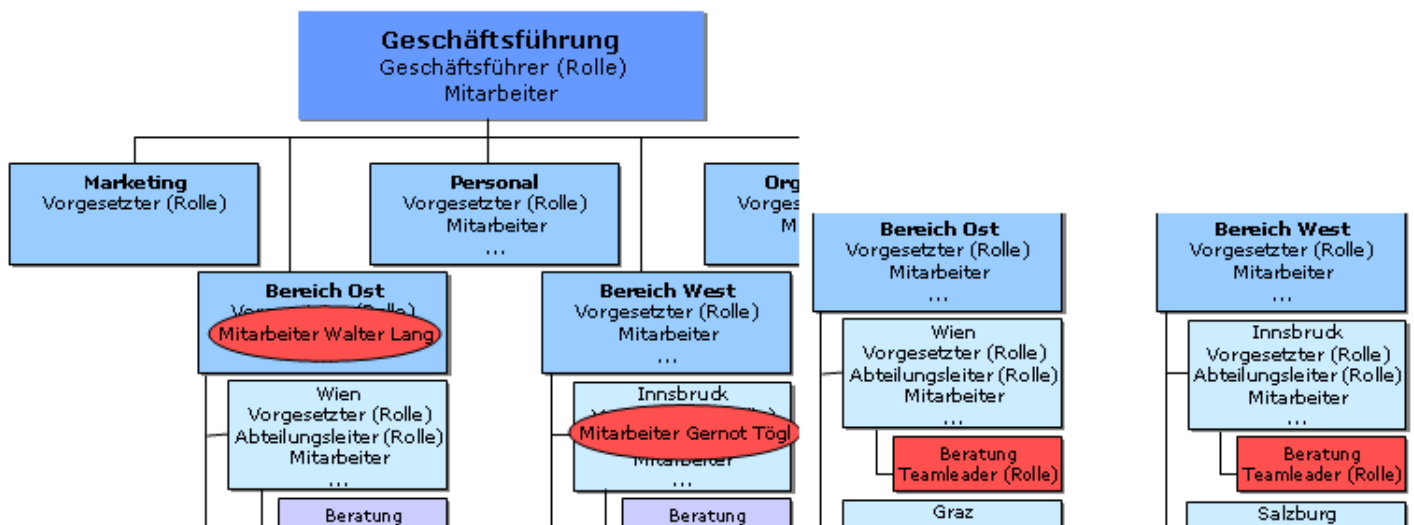 Geschäftsführung
Geschäftsführer (Rolle)
Mitarbeiter
Marketing
Vorgesetzter (Rolle)
Personal
Vorgesetzter (Rolle)
Mitarbeiter
...
Bereich Ost
Mitarbeiter Walter Lang
Wien
Vorgesetzter (Rolle)
Abteilungsleiter (Rolle)
Mitarbeiter
...
Beratung
Bereich West
Vorgesetzter (Rolle)
Mitarbeiter
...
Innsbruck
Mitarbeiter Gernot Tögl
Mitarbeiter
...
Beratung
Bereich Ost
Vorgesetzter (Rolle)
Mitarbeiter
...
Wien
Vorgesetzter (Rolle)
Abteilungsleiter (Rolle)
Mitarbeiter
...
Beratung
Teamleader (Rolle)
Graz
Bereich West
Vorgesetzter (Rolle)
Mitarbeiter
...
Innsbruck
Vorgesetzter (Rolle)
Abteilungsleiter (Rolle)
Mitarbeiter
...
Beratung
Teamleader (Rolle)
Salzburg